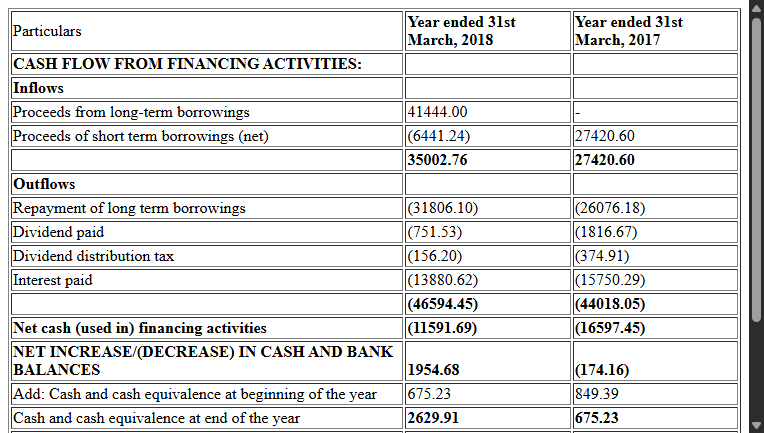 Particulars Year ended 31st March, 2018 Year ended 31st March, 2017
CASH FLOW FROM FINANCING ACTIVITIES:
Inflows
Proceeds from long-term borrowings 41444.00 -
Proceeds of short term borrowings (net) (6441.24) 27420.60
35002.76 27420.60
Outflows
Repayment of long term borrowings (31806.10) (26076.18)
Dividend paid (751.53) (1816.67)
Dividend distribution tax (156.20) (374.91)
Interest paid (13880.62) (15750.29)
(46594.45) (44018.05)
Net cash (used in) financing activities (11591.69) (16597.45)
NET INCREASE/(DECREASE) IN CASH AND BANK BALANCES 1954.68 (174.16)
Add: Cash and cash equivalence at beginning of the year 675.23 849.39
Cash and cash equivalence at end of the year 2629.91 675.23